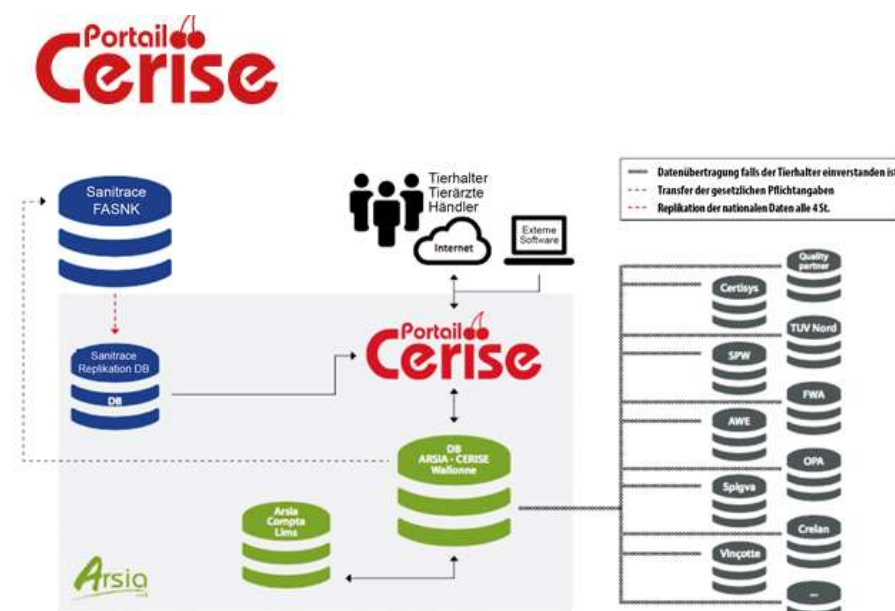 Portail
Cerise
Sanitrace
FASNK
Tierhalter
Tierärzte
Händler
Internet
Externe
Software
Datenübertragung falls der Tierhalter einverstanden ist
Transfer der gesetzlichen Pflichtangaben
Replikation der nationalen Daten alle 4 St.
Quality
partner
Certisys
TUV Nord
Portail
Cerise
Sanitrace
Replikation DB
DB
SPW
FWA
AWE
DB
ARSIA - CERISE
Wallonne
OPA
Spigva
Arsia
Compta
Lims
Crelan
Vinçotte
...
Arsia